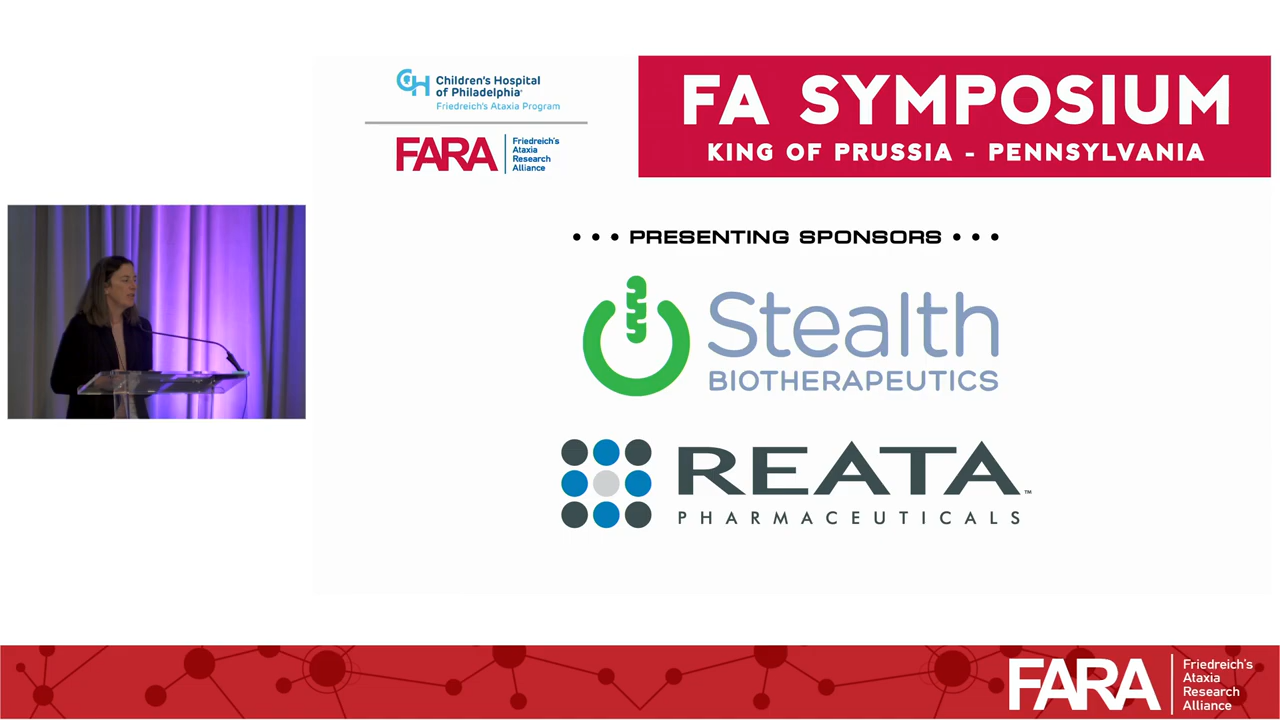 Children's Hospital
of Philadelphia
Friedreich's Ataxia Program
FARA
Friedreich's
Ataxia
Research
Alliance
FA SYMPOSIUM
KING OF PRUSSIA - PENNSYLVANIA
• • • PRESENTING SPONSORS • • •
Stealth
BIOTHERAPEUTICS
REATA™
PHARMACEUTICALS
FARA
Friedreich's
Ataxia
Research
Alliance